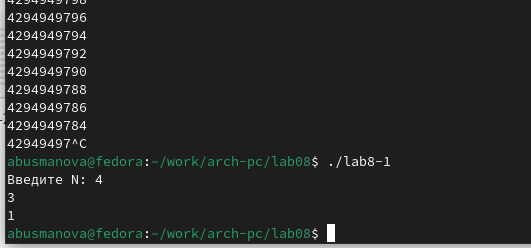 4294949798
4294949796
4294949794
4294949792
4294949790
4294949788
4294949786
4294949784
42949497^C
abusmanova@fedora:~/work/arch-pc/lab08$ ./lab8-1
Введите N: 4
3
1
abusmanova@fedora:~/work/arch-pc/lab08$